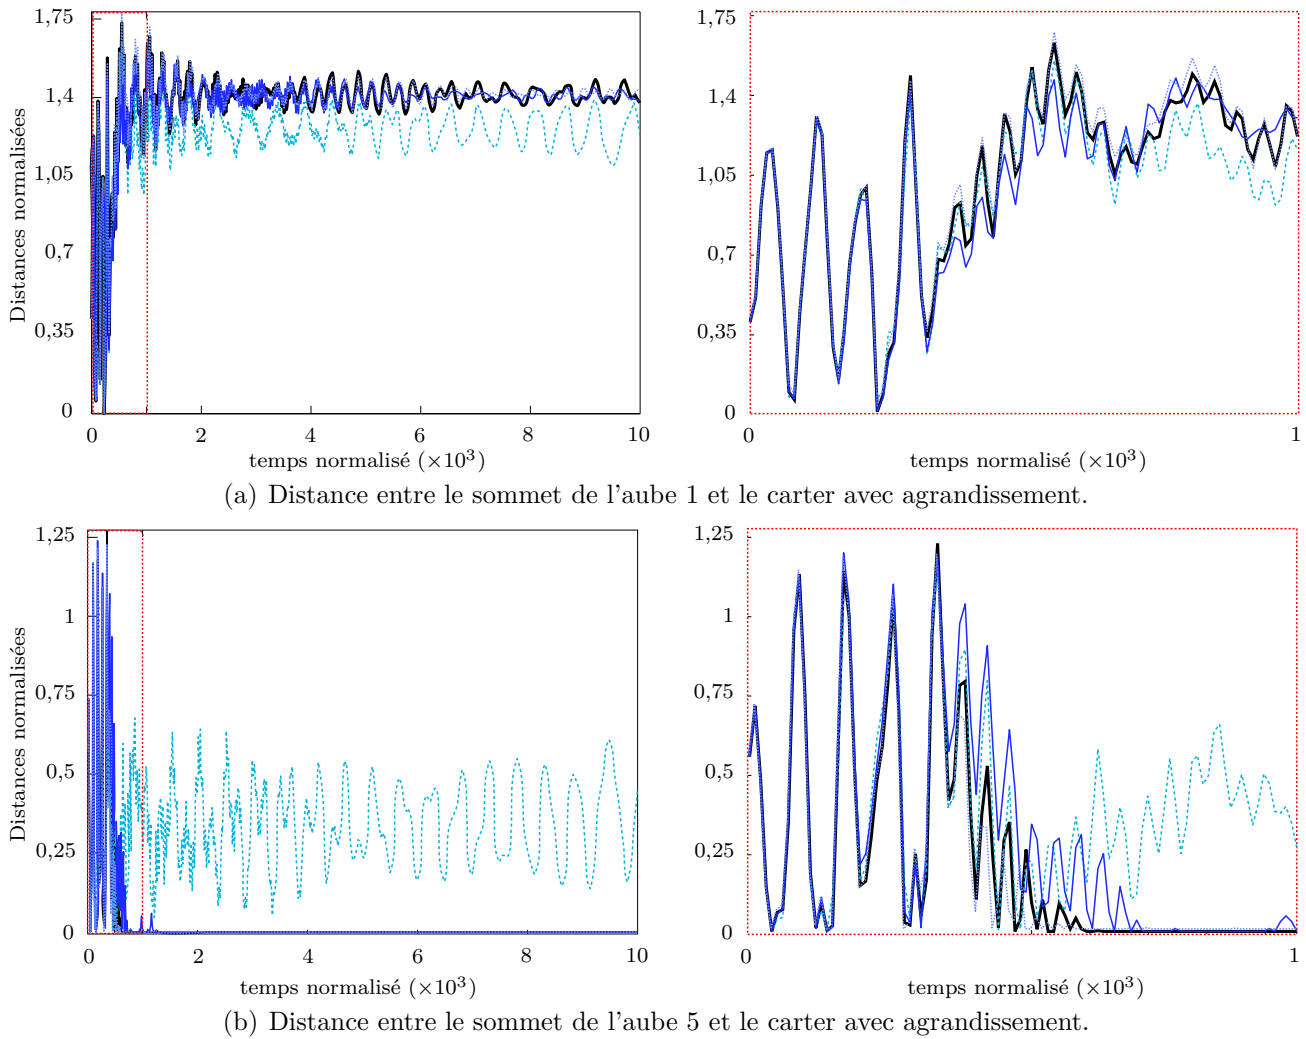 1,75
1,4
1,05
0,7
0,35
0
Distances normalisées
0 2 4 6 8 10
temps normalisé (×10³)
1,75
1,4
1,05
0,7
0,35
0
0 1
temps normalisé (×10³)
(a) Distance entre le sommet de l'aube 1 et le carter avec agrandissement.
1,25
1
0,75
0,5
0,25
0
Distances normalisées
0 2 4 6 8 10
temps normalisé (×10³)
1,25
1
0,75
0,5
0,25
0
0 1
temps normalisé (×10³)
(b) Distance entre le sommet de l'aube 5 et le carter avec agrandissement.